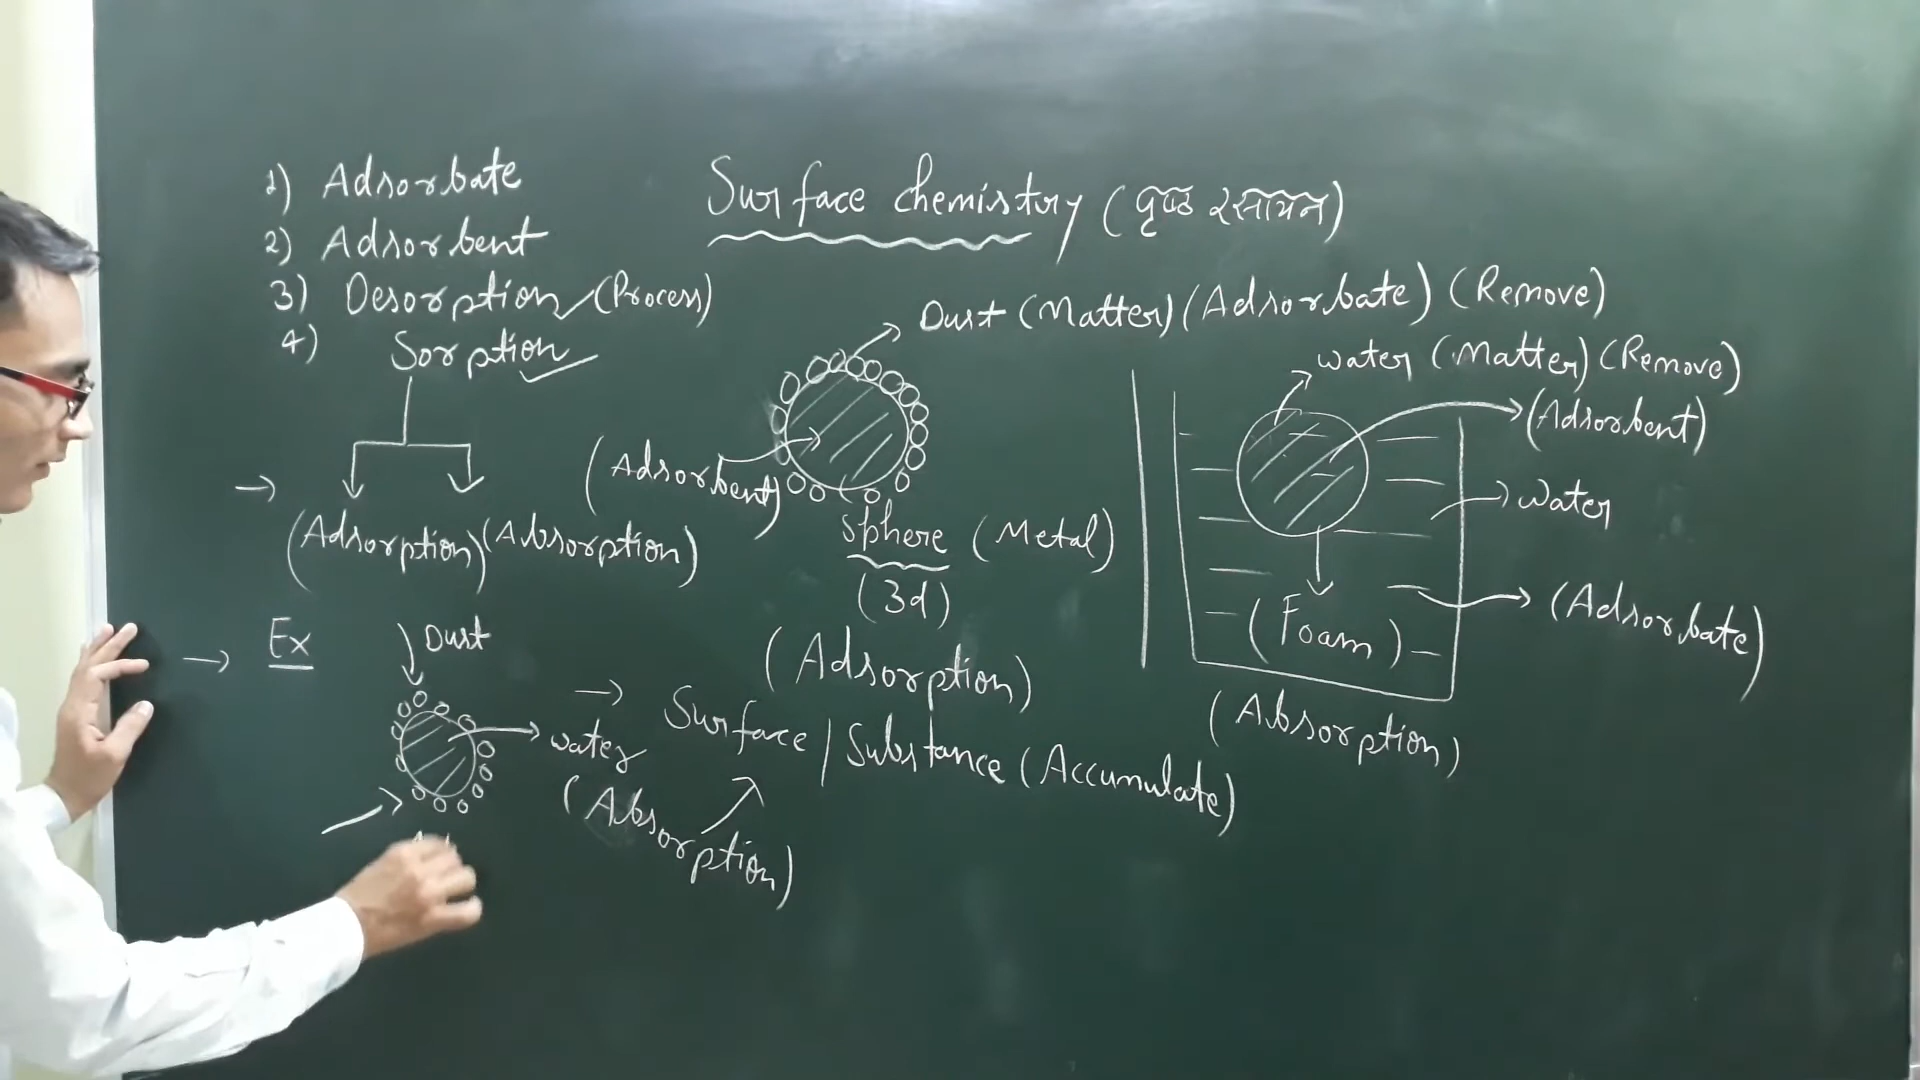 Surface chemistry (पृष्ठ रसायन)
1) Adsorbate
2) Adsorbent
3) Desorption (Process)
4) Sorption
(Adsorption) (Absorption)
Dust (Matter) (Adsorbate) (Remove)
(Adsorbent)
Sphere (Metal)
(3d)
(Adsorption)
water (Matter) (Remove)
(Adsorbent)
water
(Adsorbate)
(Foam)
(Absorption)
Ex
Dust
water
(Absorption)
Surface / Substance (Accumulate)